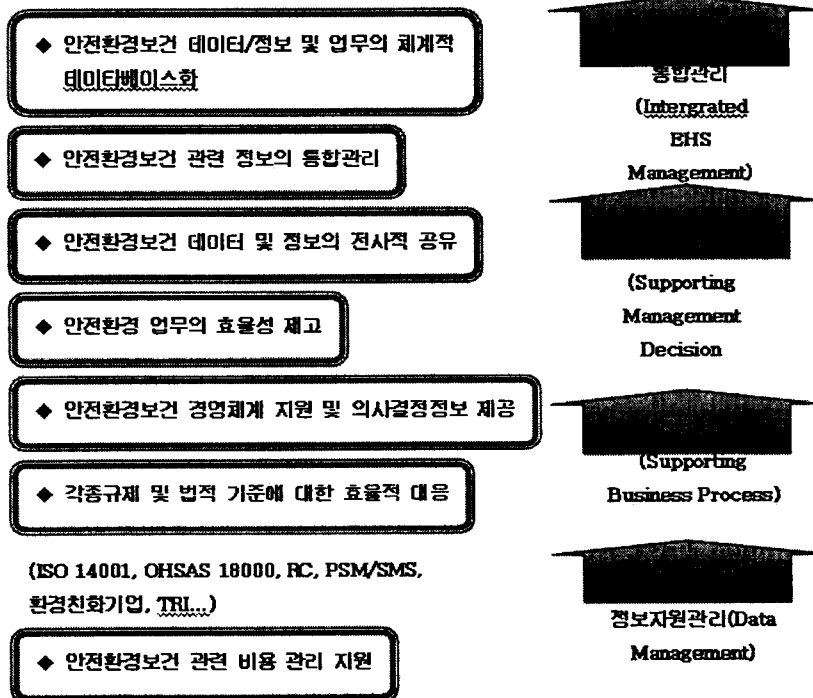 ◆ 안전환경보건 데이터/정보 및 업무의 체계적
데이타베이스화
◆ 안전환경보건 관련 정보의 통합관리
◆ 안전환경보건 데이터 및 정보의 전사적 공유
◆ 안전환경 업무의 효율성 재고
◆ 안전환경보건 경영체계 지원 및 의사결정정보 제공
◆ 각종규제 및 법적 기준에 대한 효율적 대응
(ISO 14001, OHSAS 18000, RC, PSM/SMS,
환경친화기업, TRI...)
◆ 안전환경보건 관련 비용 관리 지원
통합관리
(Intergrated
EHS
Management)
(Supporting
Management
Decision
(Supporting
Business Process)
정보자원관리(Data
Management)